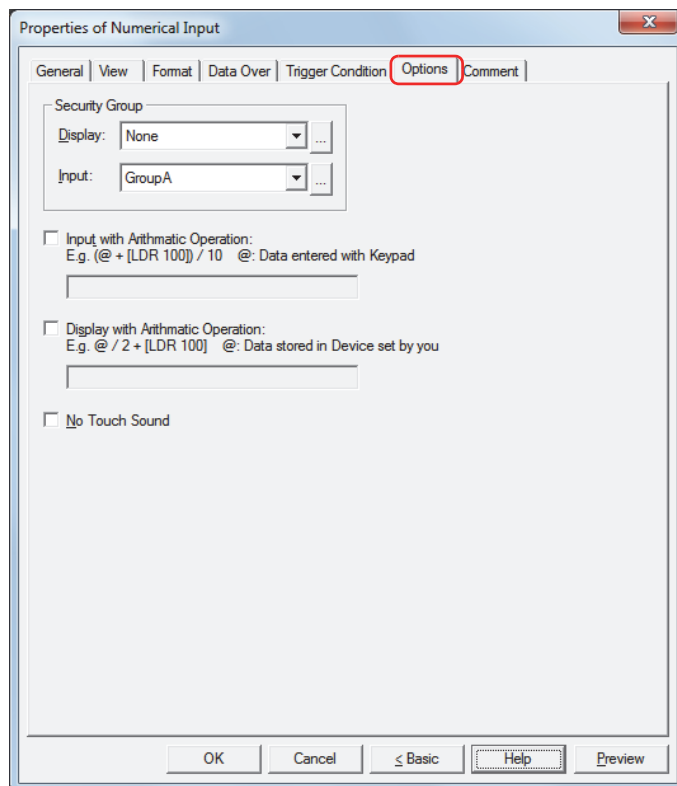 Properties of Numerical Input
x
General View Format Data Over Trigger Condition Options Comment
Security Group
Display: None ...
Input: GroupA ...
Input with Arithmatic Operation:
E.g. (@ + [LDR 100]) / 10 @: Data entered with Keypad
Display with Arithmatic Operation:
E.g. @ / 2 + [LDR 100] @: Data stored in Device set by you
No Touch Sound
OK Cancel < Basic Help Preview